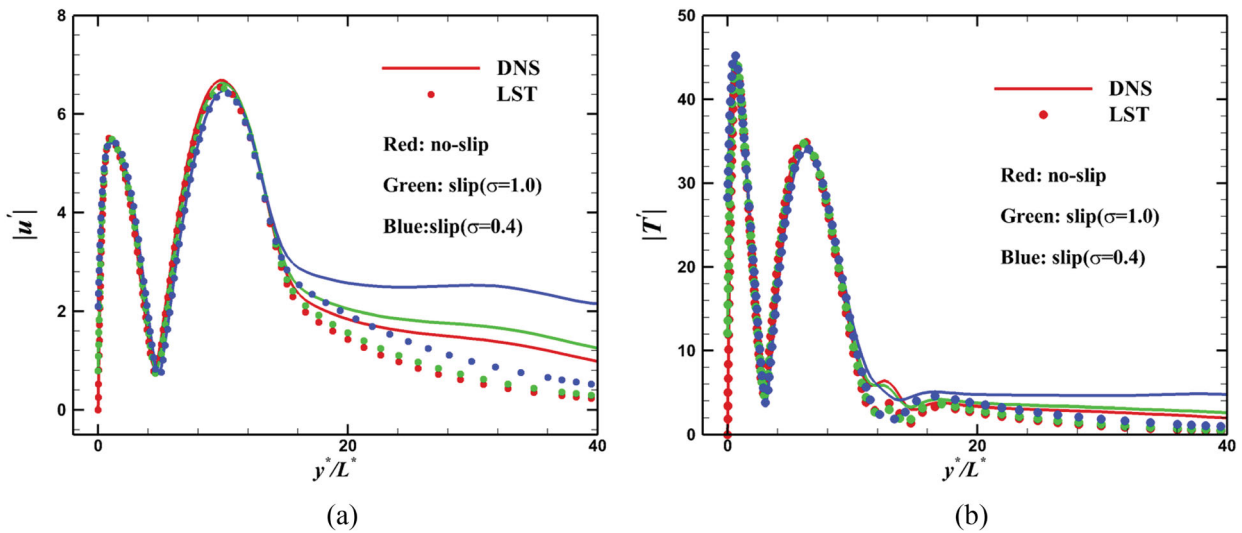 8
6
4
2
0
|u'|
DNS
LST
Red: no-slip
Green: slip(σ=1.0)
Blue:slip(σ=0.4)
0
20
40
y*/L*
(a)
50
40
30
20
10
0
|T'|
DNS
LST
Red: no-slip
Green: slip(σ=1.0)
Blue: slip(σ=0.4)
0
20
40
y*/L*
(b)